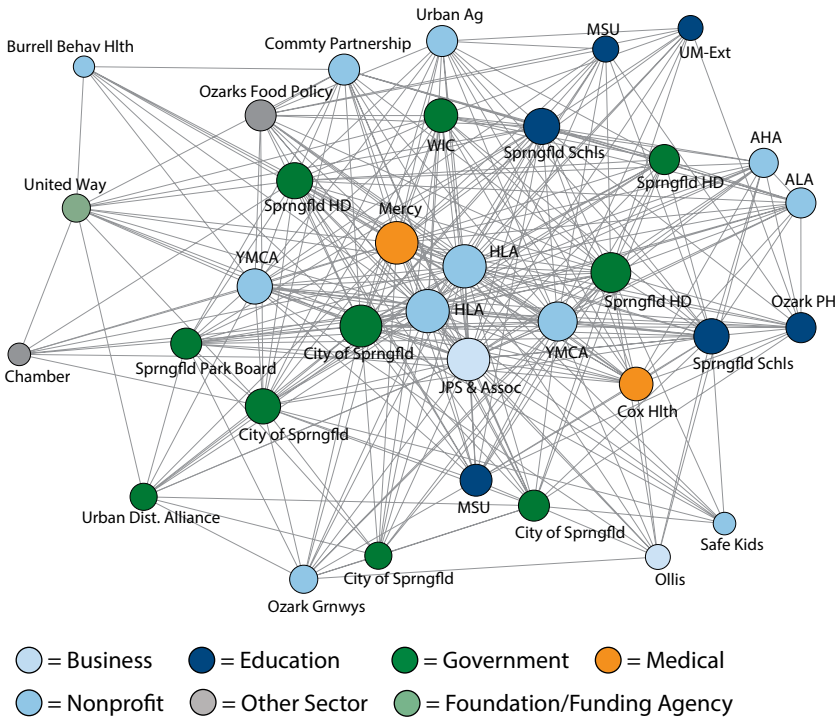 Urban Ag
MSU
UM-Ext
Burrell Behav Hlth
Commty Partnership
Ozarks Food Policy
WIC
Sprngfld Schls
AHA
Sprngfld HD
ALA
United Way
Sprngfld HD
Mercy
YMCA
HLA
Sprngfld HD
Ozark PH
HLA
City of Sprngfld
YMCA
Sprngfld Schls
Sprngfld Park Board
Chamber
JPS & Assoc
Cox Hlth
City of Sprngfld
MSU
Urban Dist. Alliance
City of Sprngfld
Safe Kids
City of Sprngfld
Ollis
Ozark Grnwys
= Business
= Education
= Government
= Medical
= Nonprofit
= Other Sector
= Foundation/Funding Agency